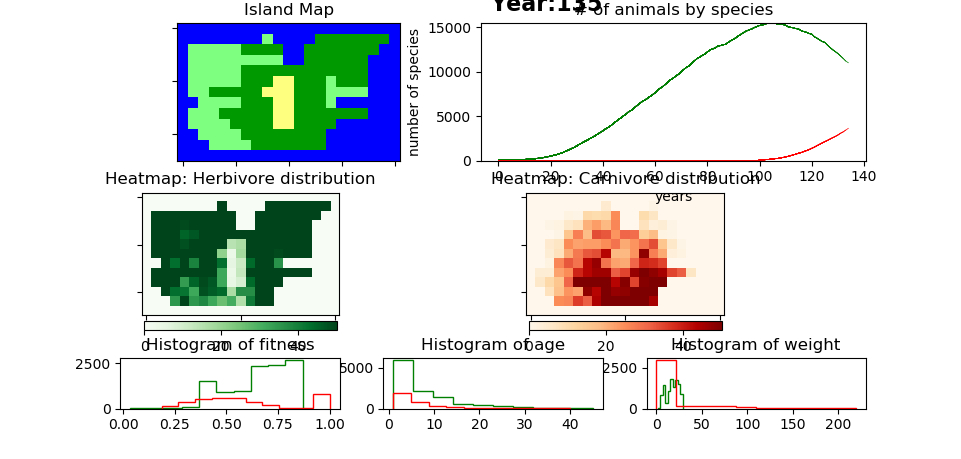 Year:135
Island Map
# of animals by species
number of species
15000
10000
5000
0
0 20 40 60 80 100 120 140
years
Heatmap: Herbivore distribution
Heatmap: Carnivore distribution
0 20 40
0 20 40
Histogram of fitness
Histogram of age
Histogram of weight
2500
0
0.00 0.25 0.50 0.75 1.00
5000
0
0 10 20 30 40
2500
0
0 50 100 150 200